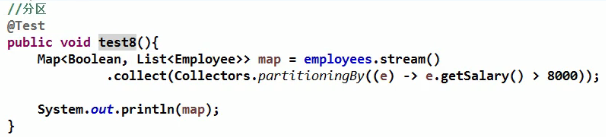 //分区
@Test
public void test8(){
    Map<Boolean, List<Employee>> map = employees.stream()
            .collect(Collectors.partitioningBy((e) -> e.getSalary() > 8000));

    System.out.println(map);
}